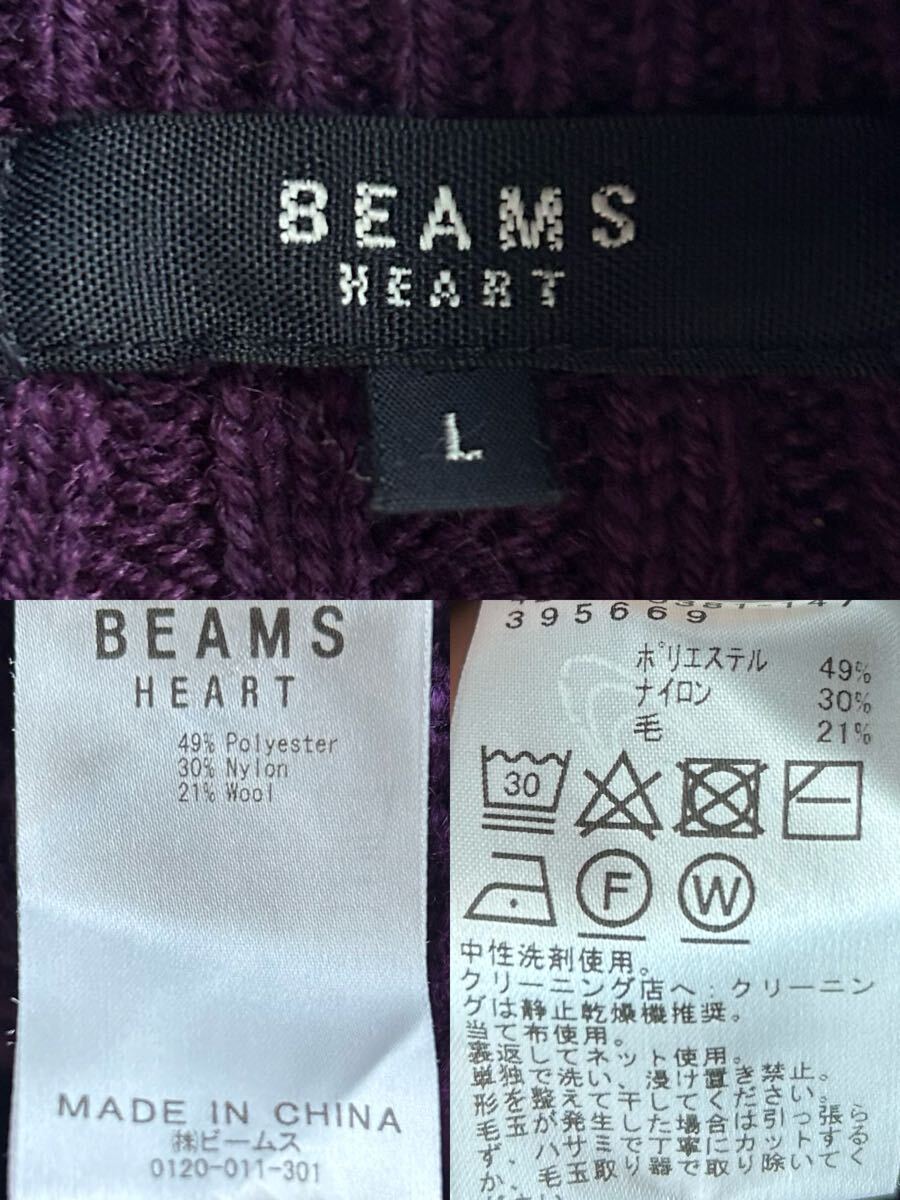 BEAMS
HEART
L
BEAMS
HEART
49% Polyester
30% Nylon
21% Wool
MADE IN CHINA
㈱ビームス
0120-011-301
395669
ポリエステル 49%
ナイロン 30%
毛 21%
30
F
W
中性洗剤使用。
クリーニング店へ：クリーニン
グは静止乾燥機推奨。
当て布使用。
裏返してネット使用。
単独で洗い、浸け置き禁止。
形を整えて干してください。
毛玉が発生した場合は引っ張ら
ず、ハサミで丁寧にカットする
か、毛玉取り器で取り除いてく